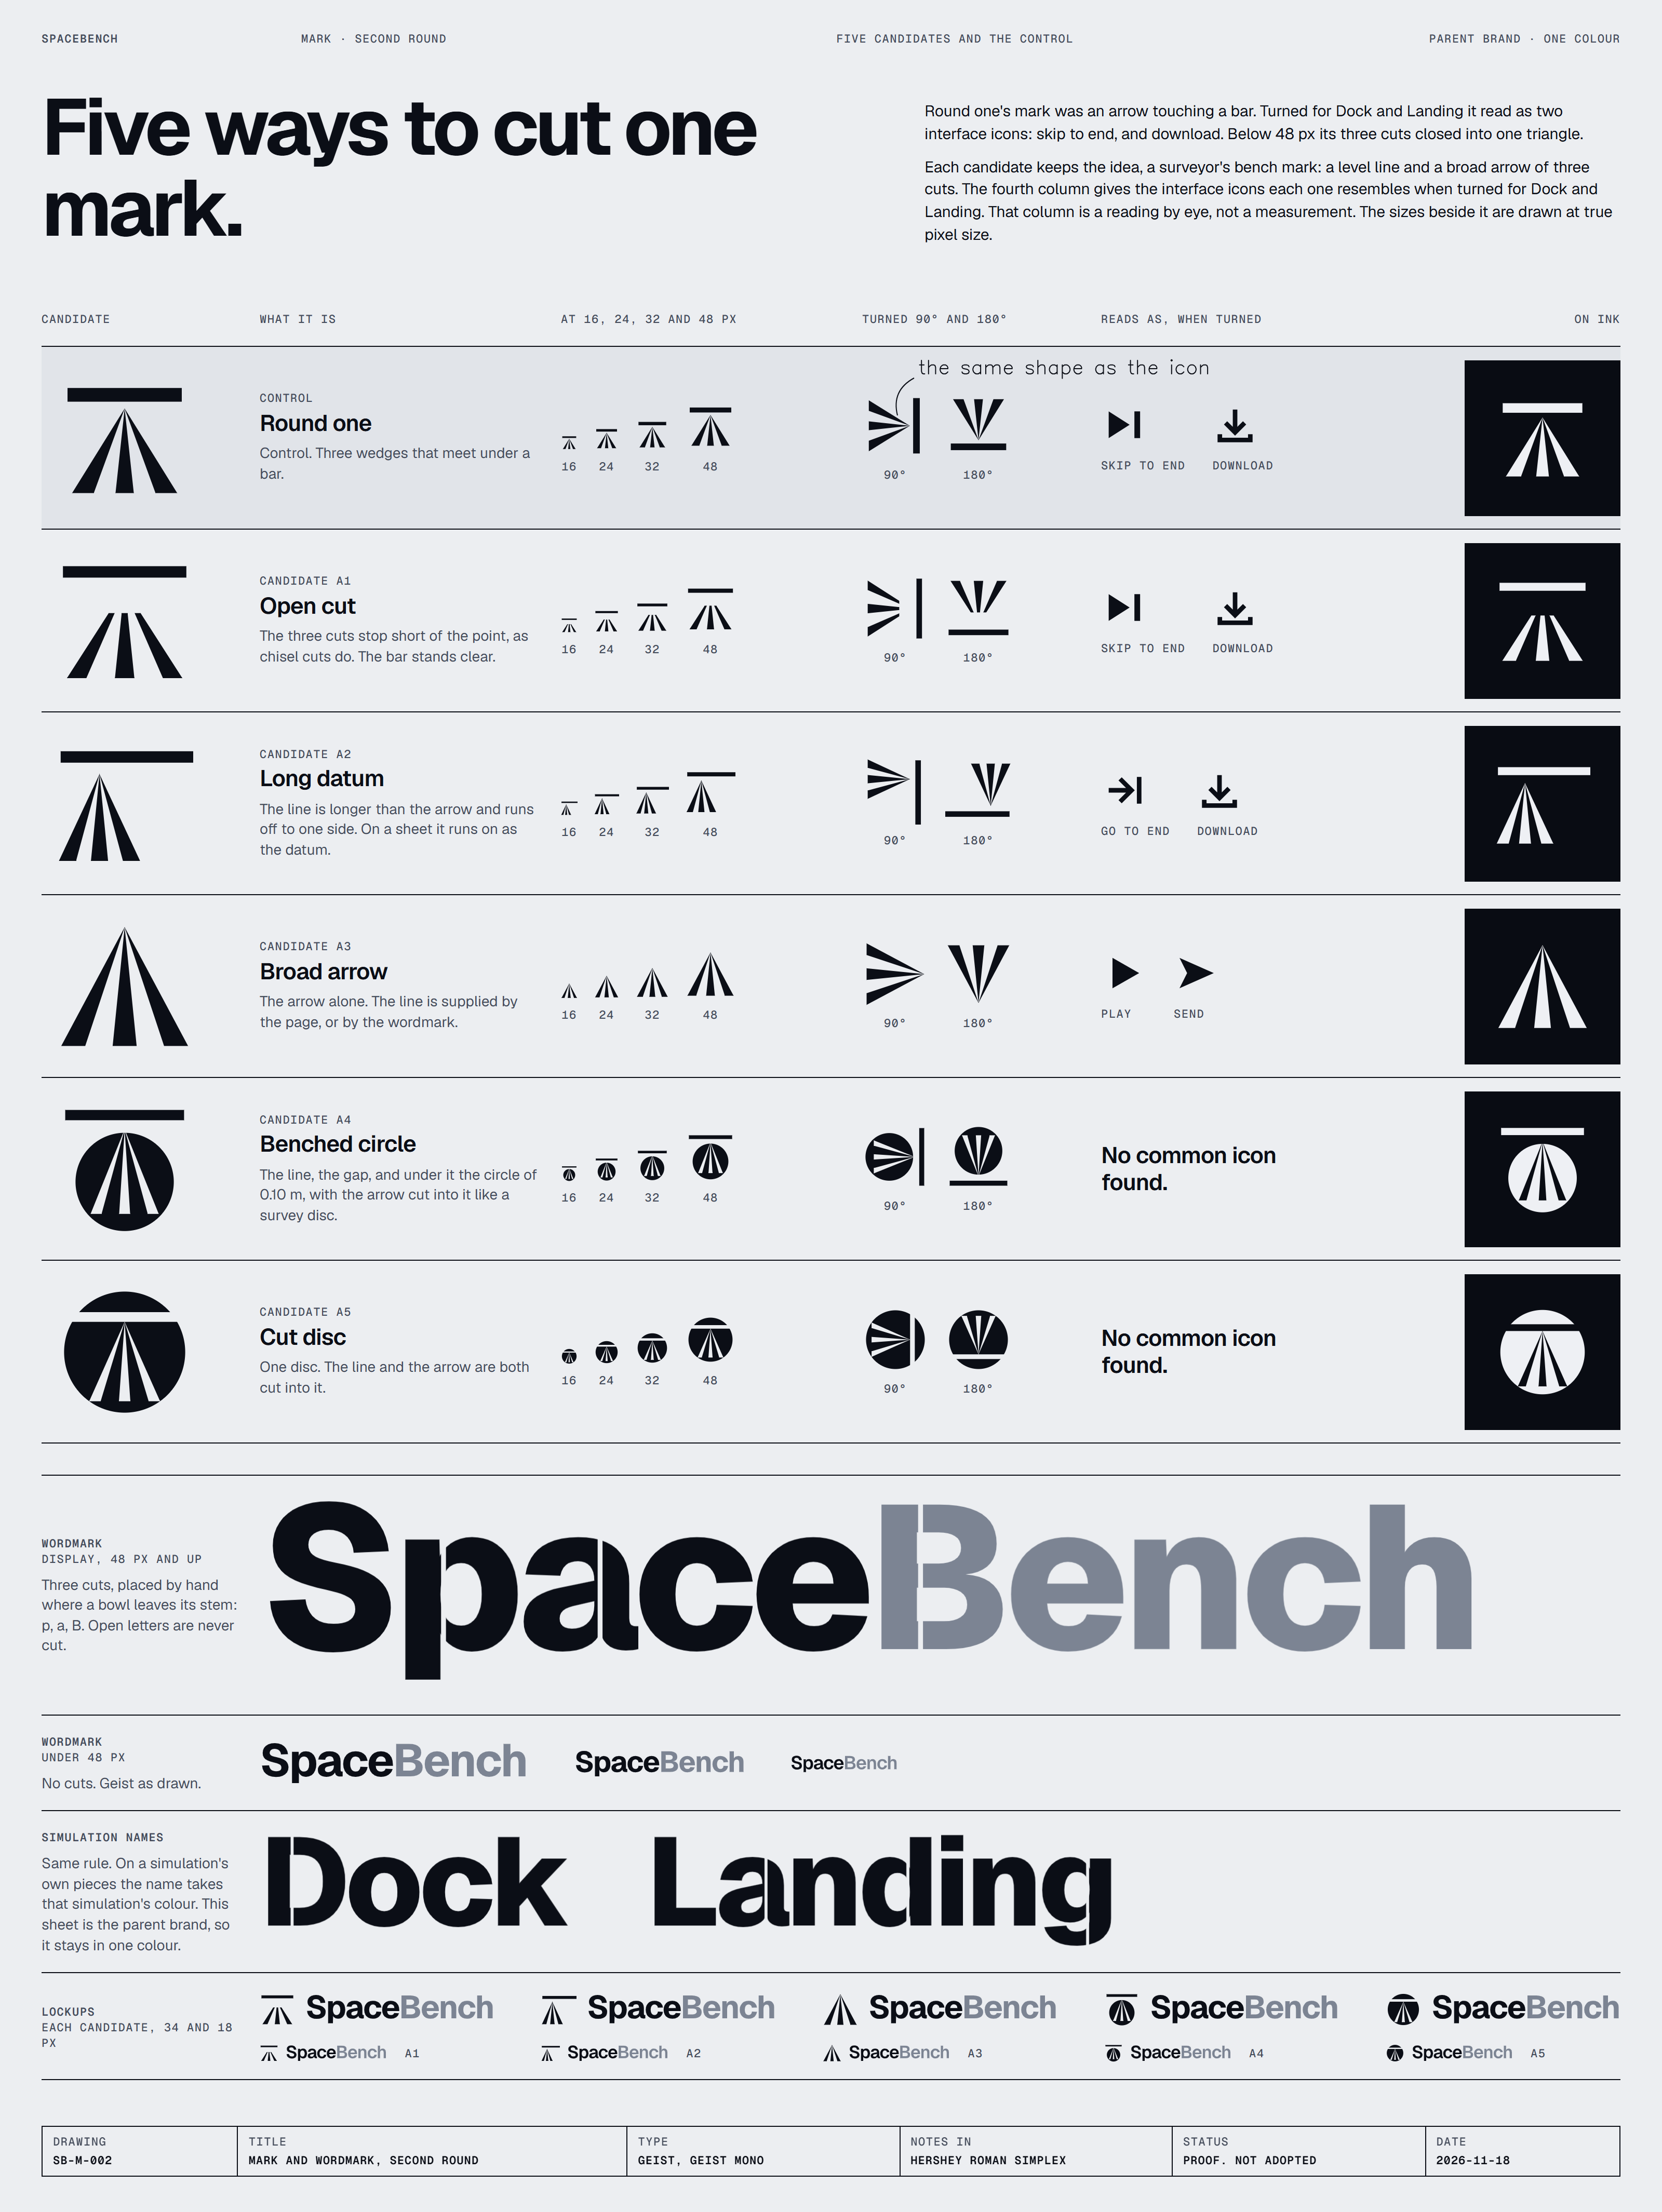 SPACEBENCH
MARK · SECOND ROUND
FIVE CANDIDATES AND THE CONTROL
PARENT BRAND · ONE COLOUR
Five ways to cut one
mark.
Round one's mark was an arrow touching a bar. Turned for Dock and Landing it read as two
interface icons: skip to end, and download. Below 48 px its three cuts closed into one triangle.
Each candidate keeps the idea, a surveyor's bench mark: a level line and a broad arrow of three
cuts. The fourth column gives the interface icons each one resembles when turned for Dock and
Landing. That column is a reading by eye, not a measurement. The sizes beside it are drawn at true
pixel size.
CANDIDATE
WHAT IT IS
AT 16, 24, 32 AND 48 PX
TURNED 90° AND 180°
READS AS, WHEN TURNED
ON INK
the same shape as the icon
CONTROL
Round one
Control. Three wedges that meet under a
bar.
16 24 32 48
90° 180°
SKIP TO END DOWNLOAD
CANDIDATE A1
Open cut
The three cuts stop short of the point, as
chisel cuts do. The bar stands clear.
16 24 32 48
90° 180°
SKIP TO END DOWNLOAD
CANDIDATE A2
Long datum
The line is longer than the arrow and runs
off to one side. On a sheet it runs on as
the datum.
16 24 32 48
90° 180°
GO TO END DOWNLOAD
CANDIDATE A3
Broad arrow
The arrow alone. The line is supplied by
the page, or by the wordmark.
16 24 32 48
90° 180°
PLAY SEND
CANDIDATE A4
Benched circle
The line, the gap, and under it the circle of
0.10 m, with the arrow cut into it like a
survey disc.
16 24 32 48
90° 180°
No common icon
found.
CANDIDATE A5
Cut disc
One disc. The line and the arrow are both
cut into it.
16 24 32 48
90° 180°
No common icon
found.
WORDMARK
DISPLAY, 48 PX AND UP
Three cuts, placed by hand
where a bowl leaves its stem:
p, a, B. Open letters are never
cut.
SpaceBench
WORDMARK
UNDER 48 PX
No cuts. Geist as drawn.
SpaceBench SpaceBench SpaceBench
SIMULATION NAMES
Same rule. On a simulation's
own pieces the name takes
that simulation's colour. This
sheet is the parent brand, so
it stays in one colour.
Dock Landing
LOCKUPS
EACH CANDIDATE, 34 AND 18
PX
SpaceBench SpaceBench SpaceBench SpaceBench SpaceBench
SpaceBench A1 SpaceBench A2 SpaceBench A3 SpaceBench A4 SpaceBench A5
DRAWING
SB-M-002
TITLE
MARK AND WORDMARK, SECOND ROUND
TYPE
GEIST, GEIST MONO
NOTES IN
HERSHEY ROMAN SIMPLEX
STATUS
PROOF. NOT ADOPTED
DATE
2026-11-18